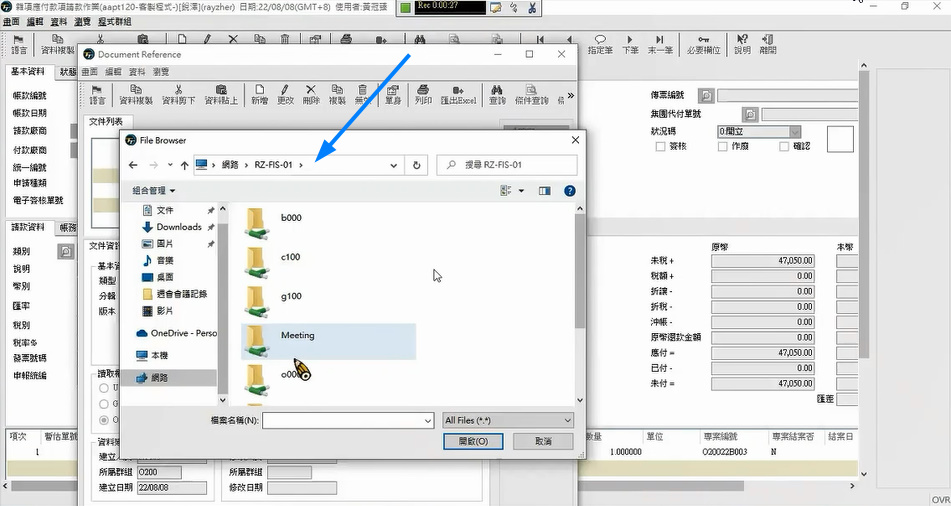 雜項應付款項請款作業(aapt120-客製程式-)[銳澤](rayzher) 日期:22/08/08(GMT+8) 使用者:黃冠碩
Rec 0:00:27
畫面 編輯 資料 瀏覽 程式群組
語言 資料複製 指定筆 下筆 末一筆 必要欄位 說明 離開
Document Reference
畫面 編輯 資料 瀏覽
語言 資料複製 資料剪下 資料貼上 新增 更改 刪除 複製 無效 單身 列印 匯出Excel 查詢 條件查詢
基本資料 狀態
帳款編號
帳款日期
請款廠商
付款廠商
統一編號
申請種類
電子簽核單號
文件列表
傳票編號
集團代付單號
狀況碼 0:開立
簽核 作廢 確認
File Browser
網路 RZ-FIS-01
搜尋 RZ-FIS-01
組合管理
文件
Downloads
圖片
音樂
桌面
週會會議記錄
影片
OneDrive - Perso
本機
網路
b000
c100
g100
Meeting
檔案名稱(N):
All Files (*.*)
開啟(O) 取消
請款資料 帳務
類別
說明
幣別
匯率
稅別
稅率%
發票號碼
申報統編
文件資
基本資
類型
分類
版本
讀取權
資料
建立人
所屬群組 O200 所屬群組
建立日期 22/08/08 修改日期
原幣 本幣
未稅 + 47,050.00
稅額 + 0.00
折讓 - 0.00
折稅 - 0.00
沖帳 - 0.00
原幣退款金額 0.00
應付 = 47,050.00
已付 - 0.00
未付 = 47,050.00
匯差
項次 暫估單號 數量 單位 專案編號 專案結案否 結案日
1 1.000000 O20022B003 N
OVR